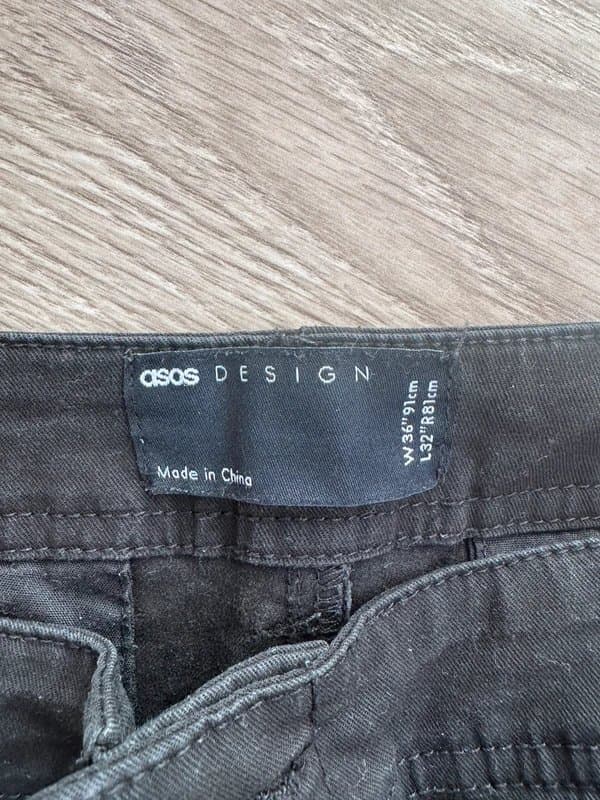 asos DESIGN
Made in China
W36"91cm
L32"R81cm